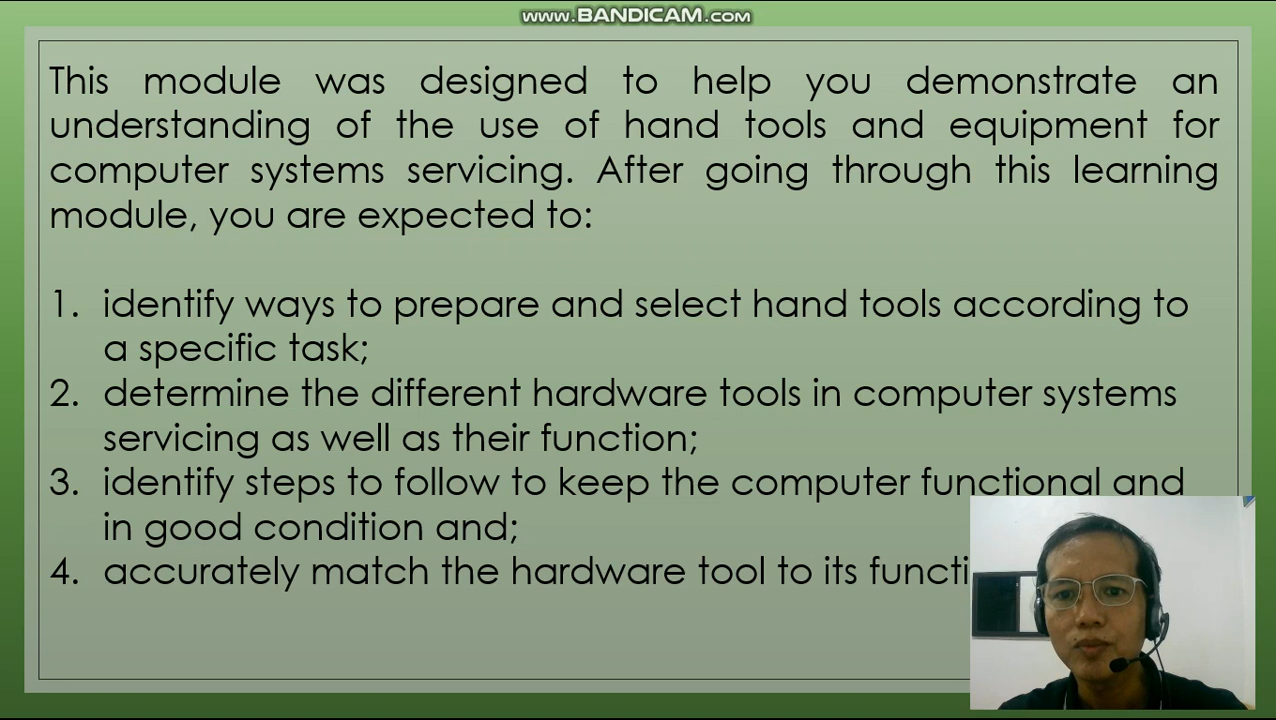 www.BANDICAM.com
This module was designed to help you demonstrate an
understanding of the use of hand tools and equipment for
computer systems servicing. After going through this learning
module, you are expected to:
1. identify ways to prepare and select hand tools according to
a specific task;
2. determine the different hardware tools in computer systems
servicing as well as their function;
3. identify steps to follow to keep the computer functional and
in good condition and;
4. accurately match the hardware tool to its